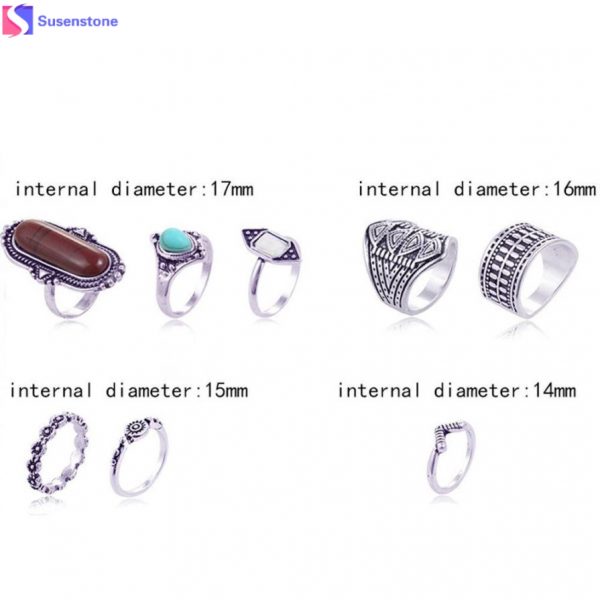 Susenstone
internal diameter:17mm
internal diameter:16mm
internal diameter:15mm
internal diameter:14mm